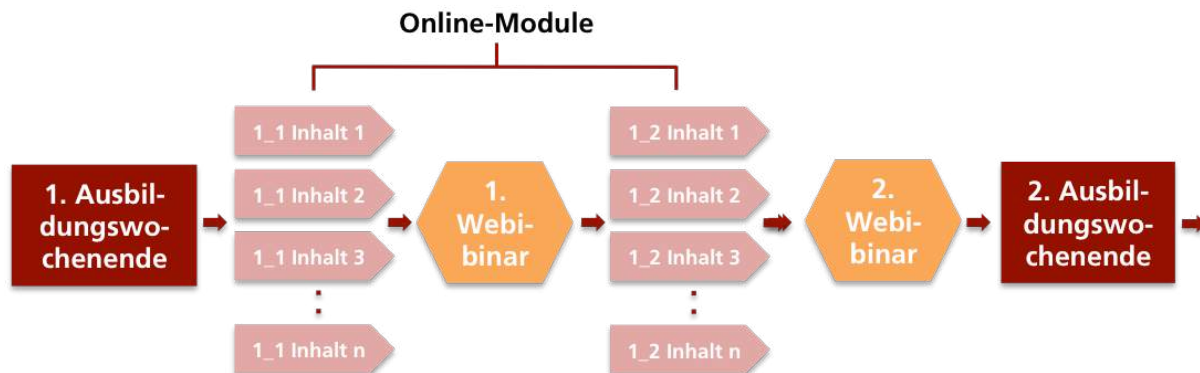 Online-Module
1. Ausbil-
dungswo-
chenende
1_1 Inhalt 1
1_1 Inhalt 2
1_1 Inhalt 3
1_1 Inhalt n
1.
Webi-
binar
1_2 Inhalt 1
1_2 Inhalt 2
1_2 Inhalt 3
1_2 Inhalt n
2.
Webi-
binar
2. Ausbil-
dungswo-
chenende